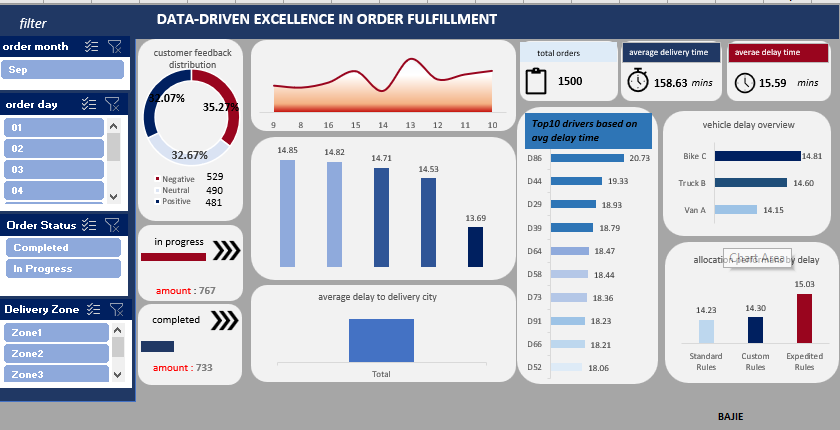 filter
DATA-DRIVEN EXCELLENCE IN ORDER FULFILLMENT
order month
Sep
order day
01
02
03
04
Order Status
Completed
In Progress
Delivery Zone
Zone1
Zone2
Zone3
customer feedback
distribution
32.07%
35.27%
32.67%
Negative 529
Neutral 490
Positive 481
in progress
amount : 767
completed
amount : 733
9 8 16 15 14 13 12 11 10
14.85
14.82
14.71
14.53
13.69
average delay to delivery city
Total
total orders
1500
average delivery time
158.63 mins
averae delay time
15.59 mins
Top10 drivers based on
avg delay time
D86 20.73
D44 19.33
D29 18.93
D39 18.79
D64 18.47
D58 18.44
D73 18.36
D91 18.23
D66 18.21
D52 18.06
vehicle delay overview
Bike C 14.81
Truck B 14.60
Van A 14.15
allocation by delay
Chart Area
14.23
14.30
15.03
Standard Rules
Custom Rules
Expedited Rules
BAJIE